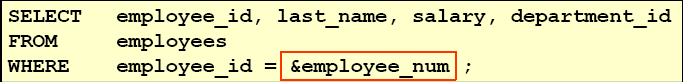 SELECT employee_id, last_name, salary, department_id
FROM employees
WHERE employee_id = &employee_num ;